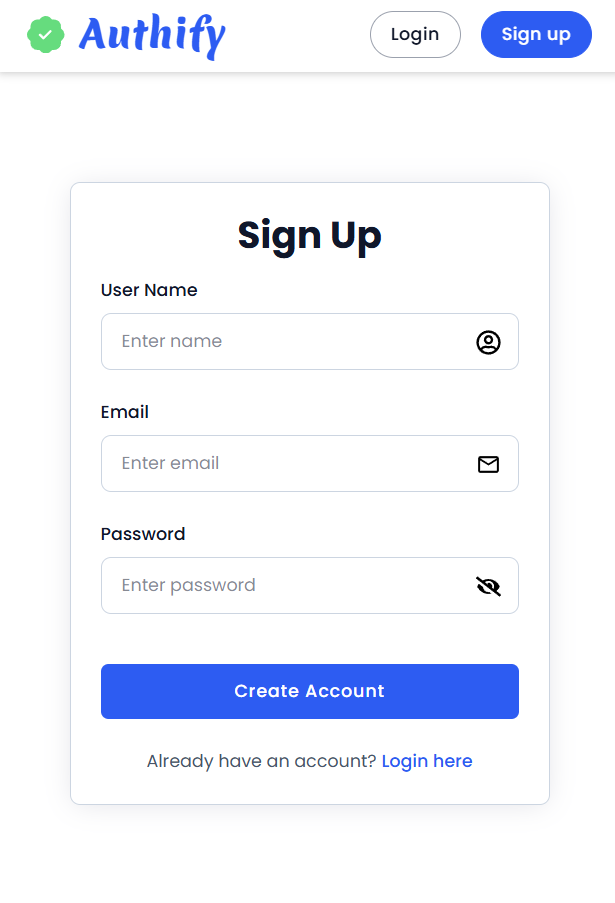 Authify
Login
Sign up
Sign Up
User Name
Enter name
Email
Enter email
Password
Enter password
Create Account
Already have an account? Login here